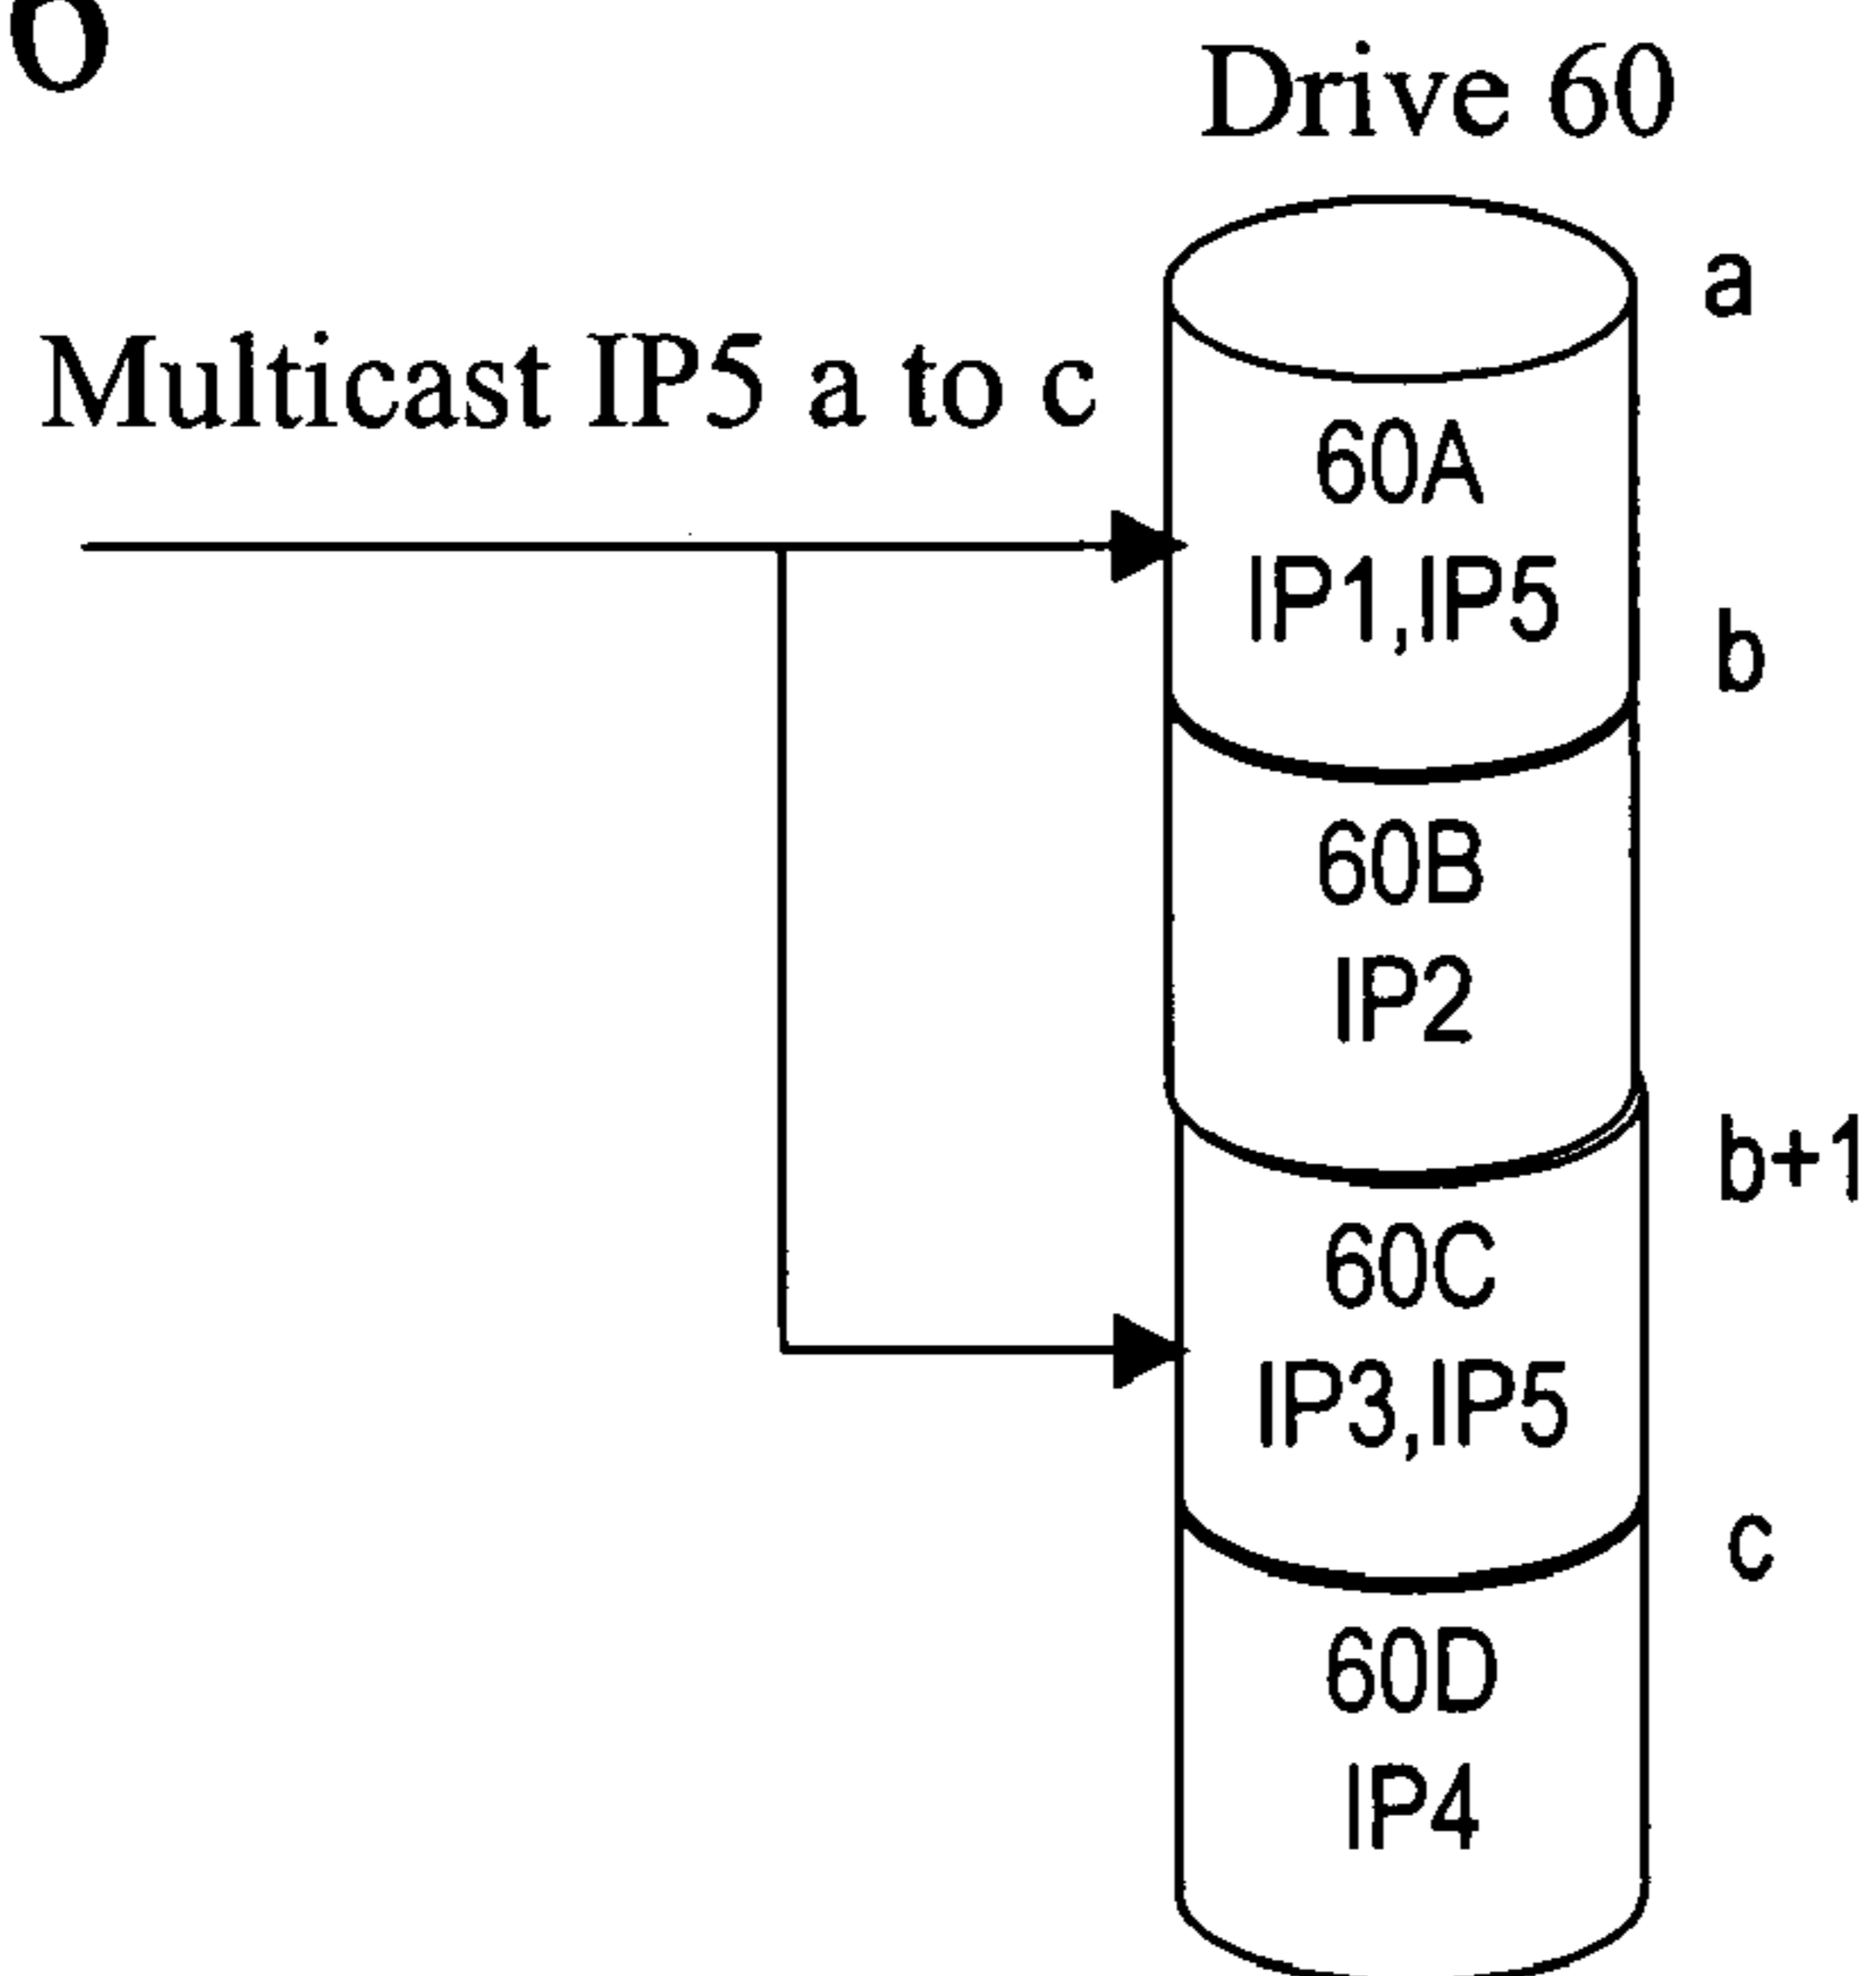 Drive 60
a
Multicast IP5 a to c
60A
IP1,IP5
b
60B
IP2
b+1
60C
IP3,IP5
c
60D
IP4